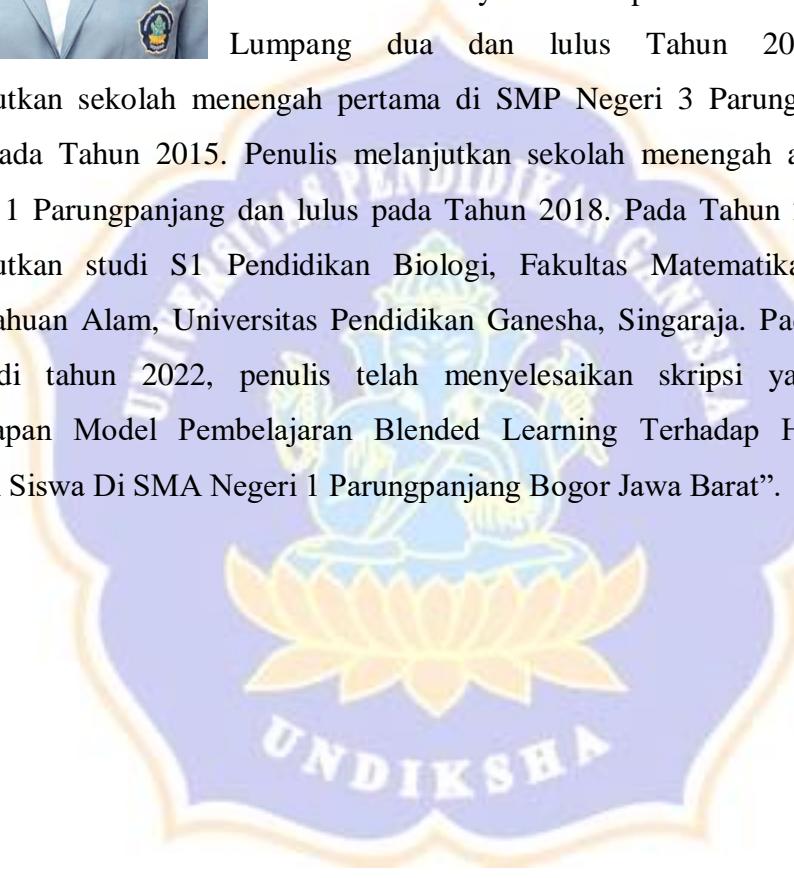 Lumpang dua dan lulus Tahun 20
utkan sekolah menengah pertama di SMP Negeri 3 Parung
ada Tahun 2015. Penulis melanjutkan sekolah menengah a
1 Parungpanjang dan lulus pada Tahun 2018. Pada Tahun
utkan studi S1 Pendidikan Biologi, Fakultas Matematika
ahuan Alam, Universitas Pendidikan Ganesha, Singaraja. Pa
di tahun 2022, penulis telah menyelesaikan skripsi ya
apan Model Pembelajaran Blended Learning Terhadap H
Siswa Di SMA Negeri 1 Parungpanjang Bogor Jawa Barat”.
UNIVERSITAS PENDIDIKAN GANESHA
UNDIKSHA